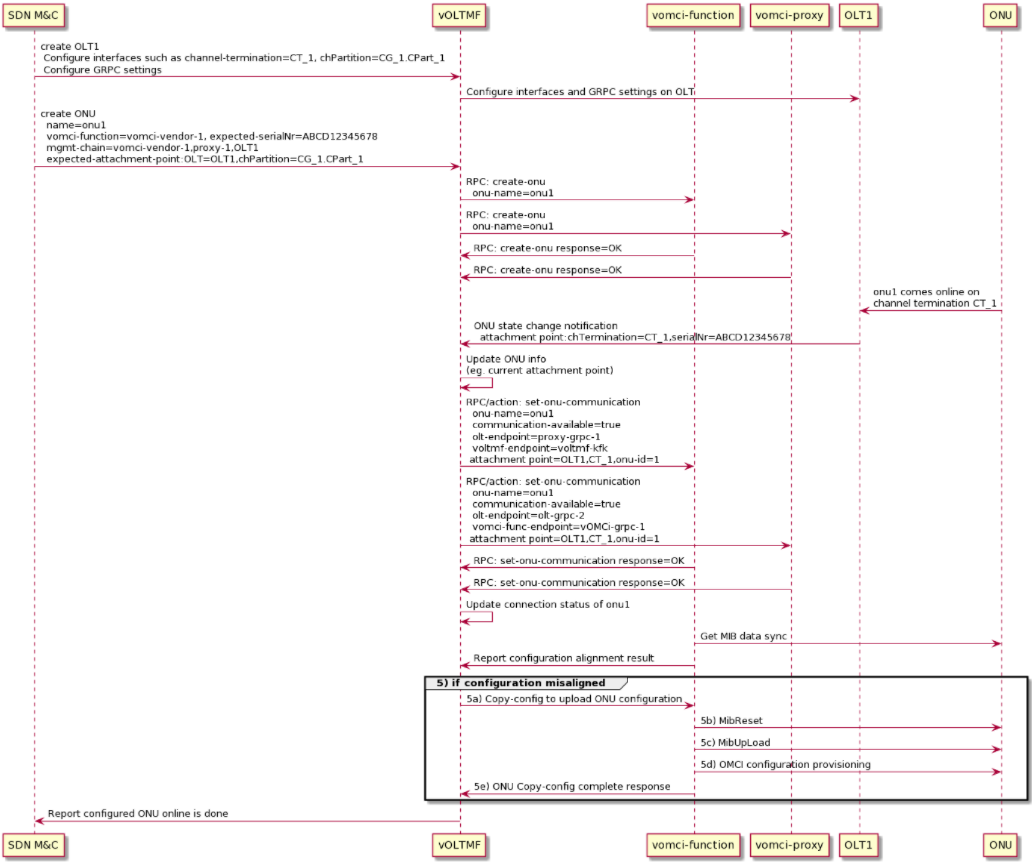 SDN M&C
vOLTMF
vomci-function
vomci-proxy
OLT1
ONU
create OLT1
Configure interfaces such as channel-termination=CT_1, chPartition=CG_1.CPart_1
Configure GRPC settings
Configure interfaces and GRPC settings on OLT
create ONU
name=onu1
vomci-function=vomci-vendor-1, expected-serialNr=ABCD12345678
mgmt-chain=vomci-vendor-1,proxy-1,OLT1
expected-attachment-point:OLT=OLT1,chPartition=CG_1.CPart_1
RPC: create-onu
onu-name=onu1
RPC: create-onu
onu-name=onu1
RPC: create-onu response=OK
RPC: create-onu response=OK
onu1 comes online on
channel termination CT_1
ONU state change notification
attachment point:chTermination=CT_1,serialNr=ABCD12345678
Update ONU info
(eg. current attachment point)
RPC/action: set-onu-communication
onu-name=onu1
communication-available=true
olt-endpoint=proxy-grpc-1
voltmf-endpoint=voltmf-kfk
attachment point=OLT1,CT_1,onu-id=1
RPC/action: set-onu-communication
onu-name=onu1
communication-available=true
olt-endpoint=olt-grpc-2
vomci-func-endpoint=vOMCi-grpc-1
attachment point=OLT1,CT_1,onu-id=1
RPC: set-onu-communication response=OK
RPC: set-onu-communication response=OK
Update connection status of onu1
Get MIB data sync
Report configuration alignment result
5) if configuration misaligned
5a) Copy-config to upload ONU configuration
5b) MibReset
5c) MibUpLoad
5d) OMCI configuration provisioning
5e) ONU Copy-config complete response
Report configured ONU online is done
SDN M&C
vOLTMF
vomci-function
vomci-proxy
OLT1
ONU